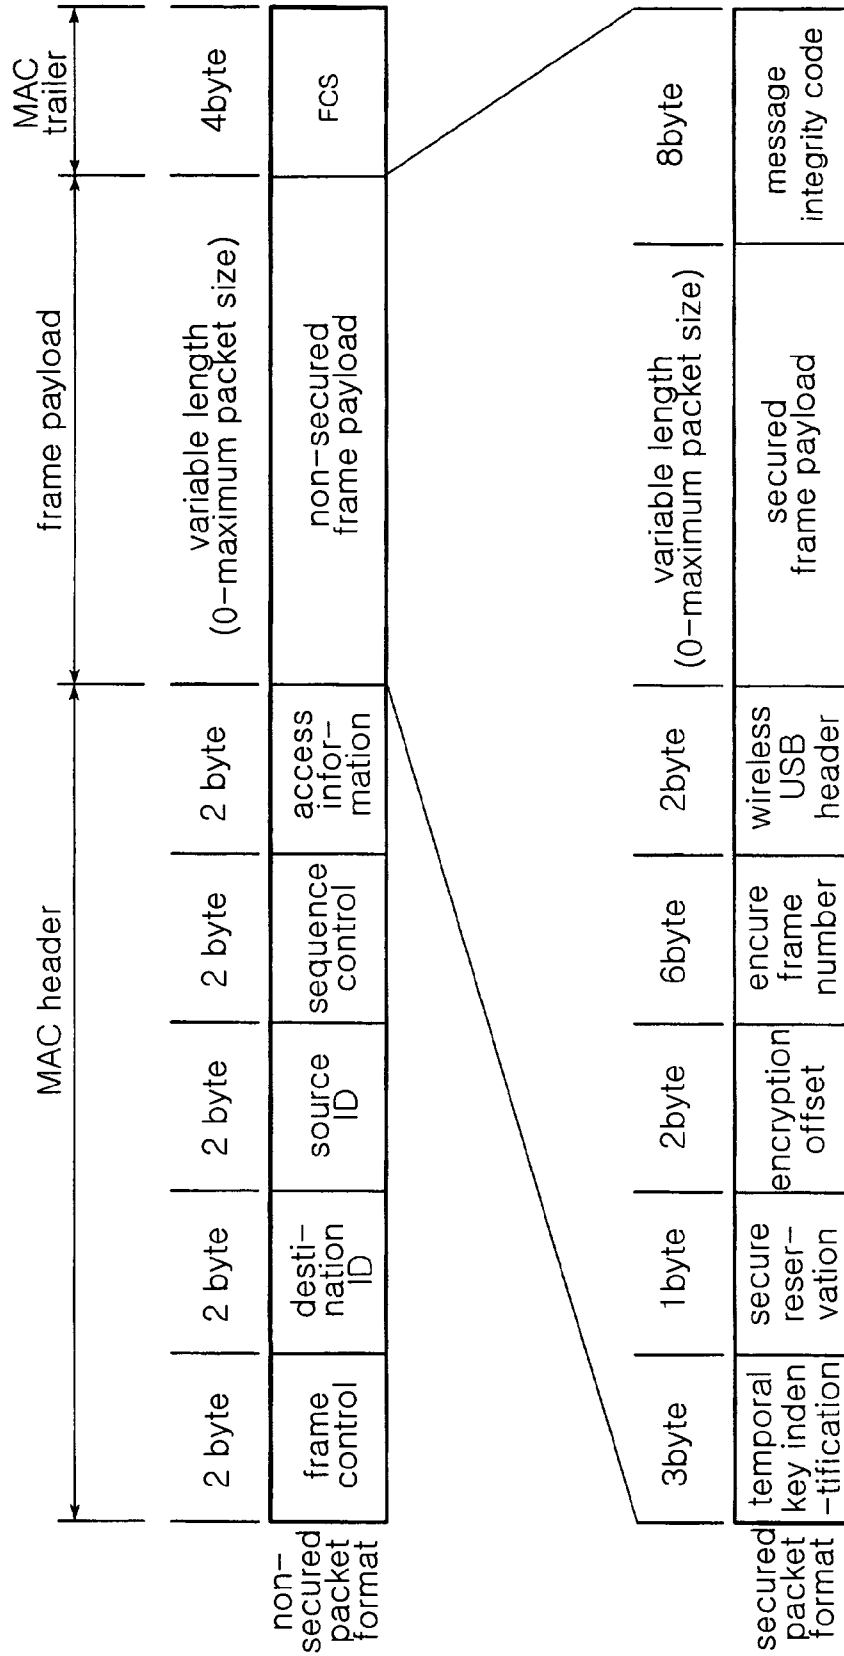 MAC header
frame payload
MAC
trailer
2 byte
2 byte
2 byte
2 byte
2 byte
variable length
(0-maximum packet size)
4byte
non-
secured
packet
format
frame
control
desti-
nation
ID
source
ID
sequence
control
access
infor-
mation
non-secured
frame payload
FCS
3byte
1byte
2byte
6byte
2byte
variable length
(0-maximum packet size)
8byte
secured
packet
format
temporal
key inden
-tification
secure
reser-
vation
encryption
offset
encure
frame
number
wireless
USB
header
secured
frame payload
message
integrity code